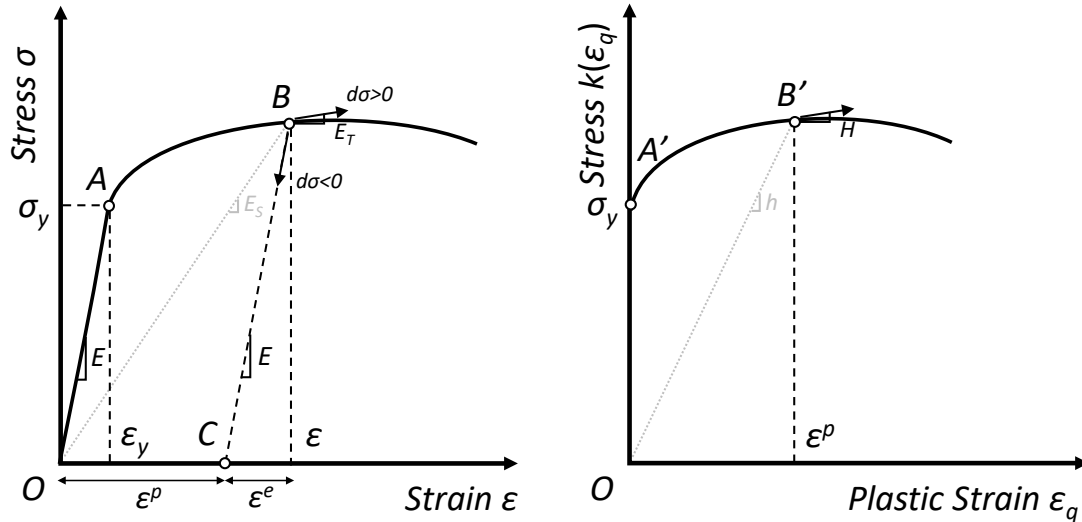 Stress σ
B
dσ>0
E_T
A
dσ<0
σ_y
E_S
E
E
ε_y
C
ε
O
ε^p
ε^e
Strain ε
Stress k(ε_q)
B'
H
A'
σ_y
h
ε^p
O
Plastic Strain ε_q